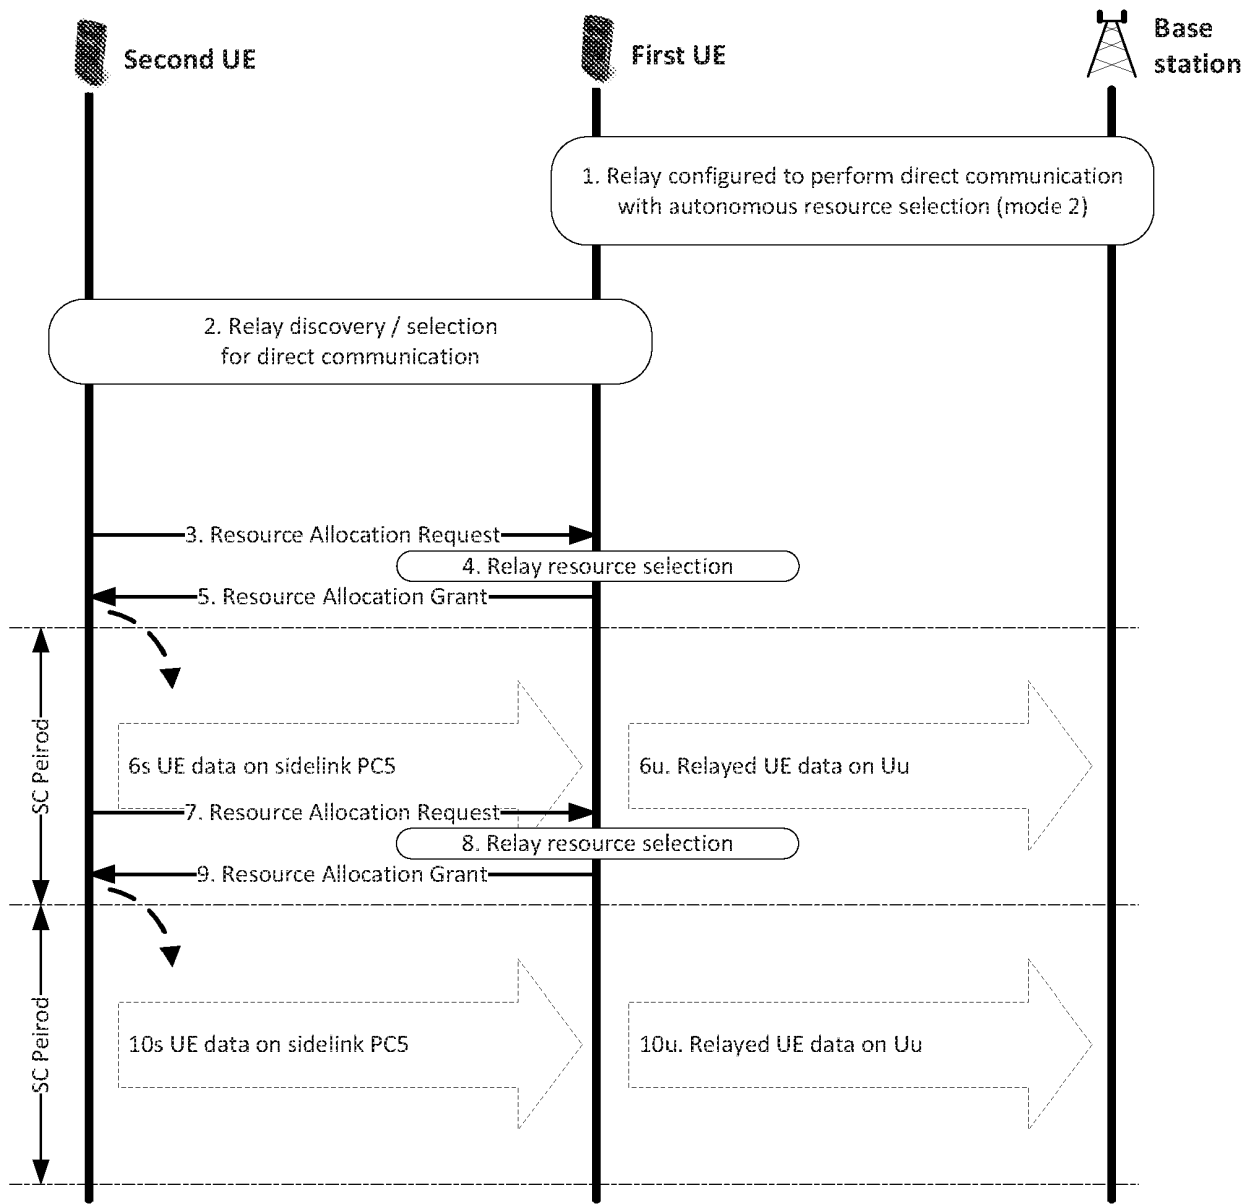 Second UE
First UE
Base
station
1. Relay configured to perform direct communication
with autonomous resource selection (mode 2)
2. Relay discovery / selection
for direct communication
3. Resource Allocation Request
4. Relay resource selection
5. Resource Allocation Grant
SC Peirod
6s UE data on sidelink PC5
6u. Relayed UE data on Uu
7. Resource Allocation Request
8. Relay resource selection
9. Resource Allocation Grant
SC Peirod
10s UE data on sidelink PC5
10u. Relayed UE data on Uu